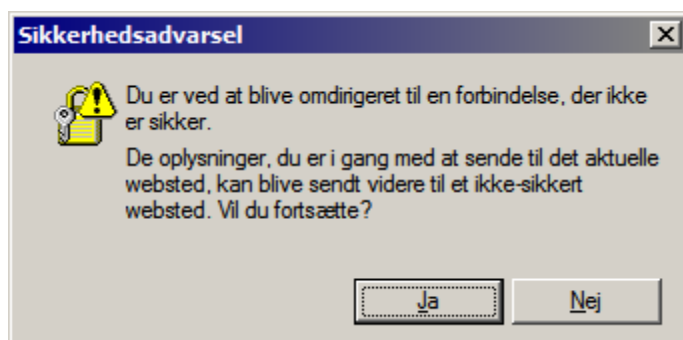 Sikkerhedsadvarsel
Du er ved at blive omdirigeret til en forbindelse, der ikke
er sikker.
De oplysninger, du er i gang med at sende til det aktuelle
websted, kan blive sendt videre til et ikke-sikkert
websted. Vil du fortsætte?
Ja
Nej